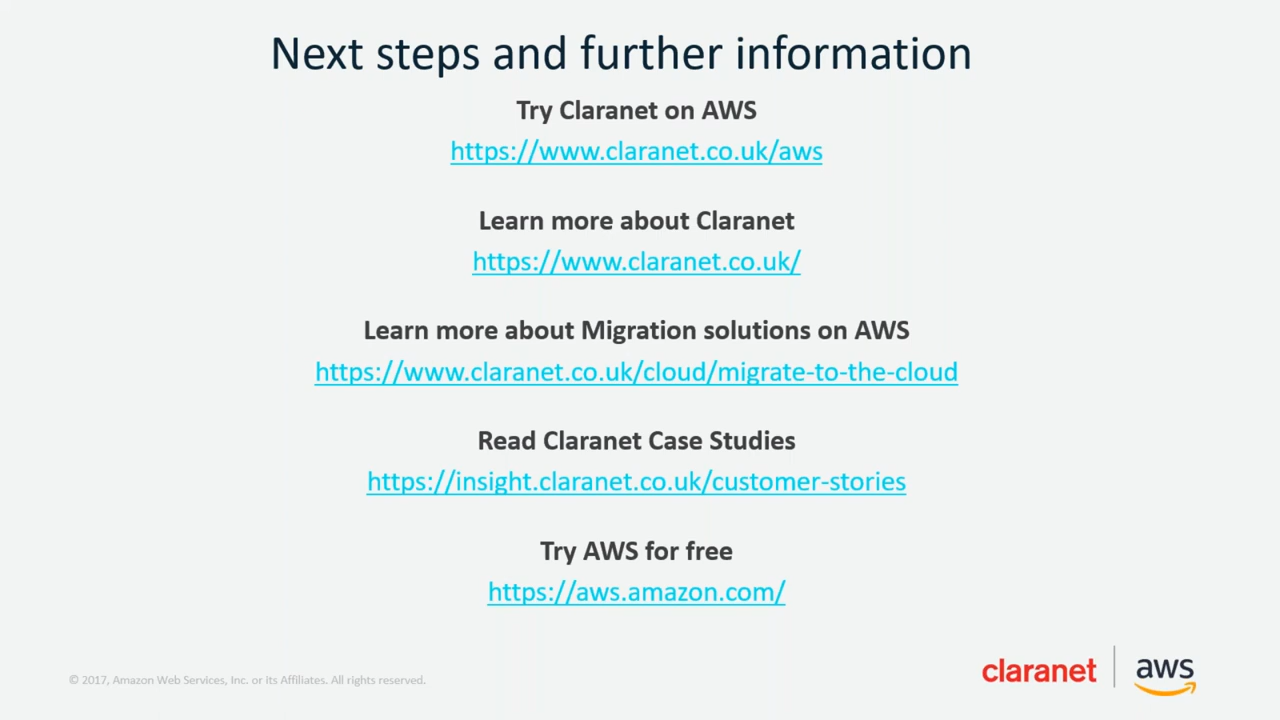 Next steps and further information
Try Claranet on AWS
https://www.claranet.co.uk/aws
Learn more about Claranet
https://www.claranet.co.uk/
Learn more about Migration solutions on AWS
https://www.claranet.co.uk/cloud/migrate-to-the-cloud
Read Claranet Case Studies
https://insight.claranet.co.uk/customer-stories
Try AWS for free
https://aws.amazon.com/
© 2017, Amazon Web Services, Inc. or its Affiliates. All rights reserved.
claranet | aws